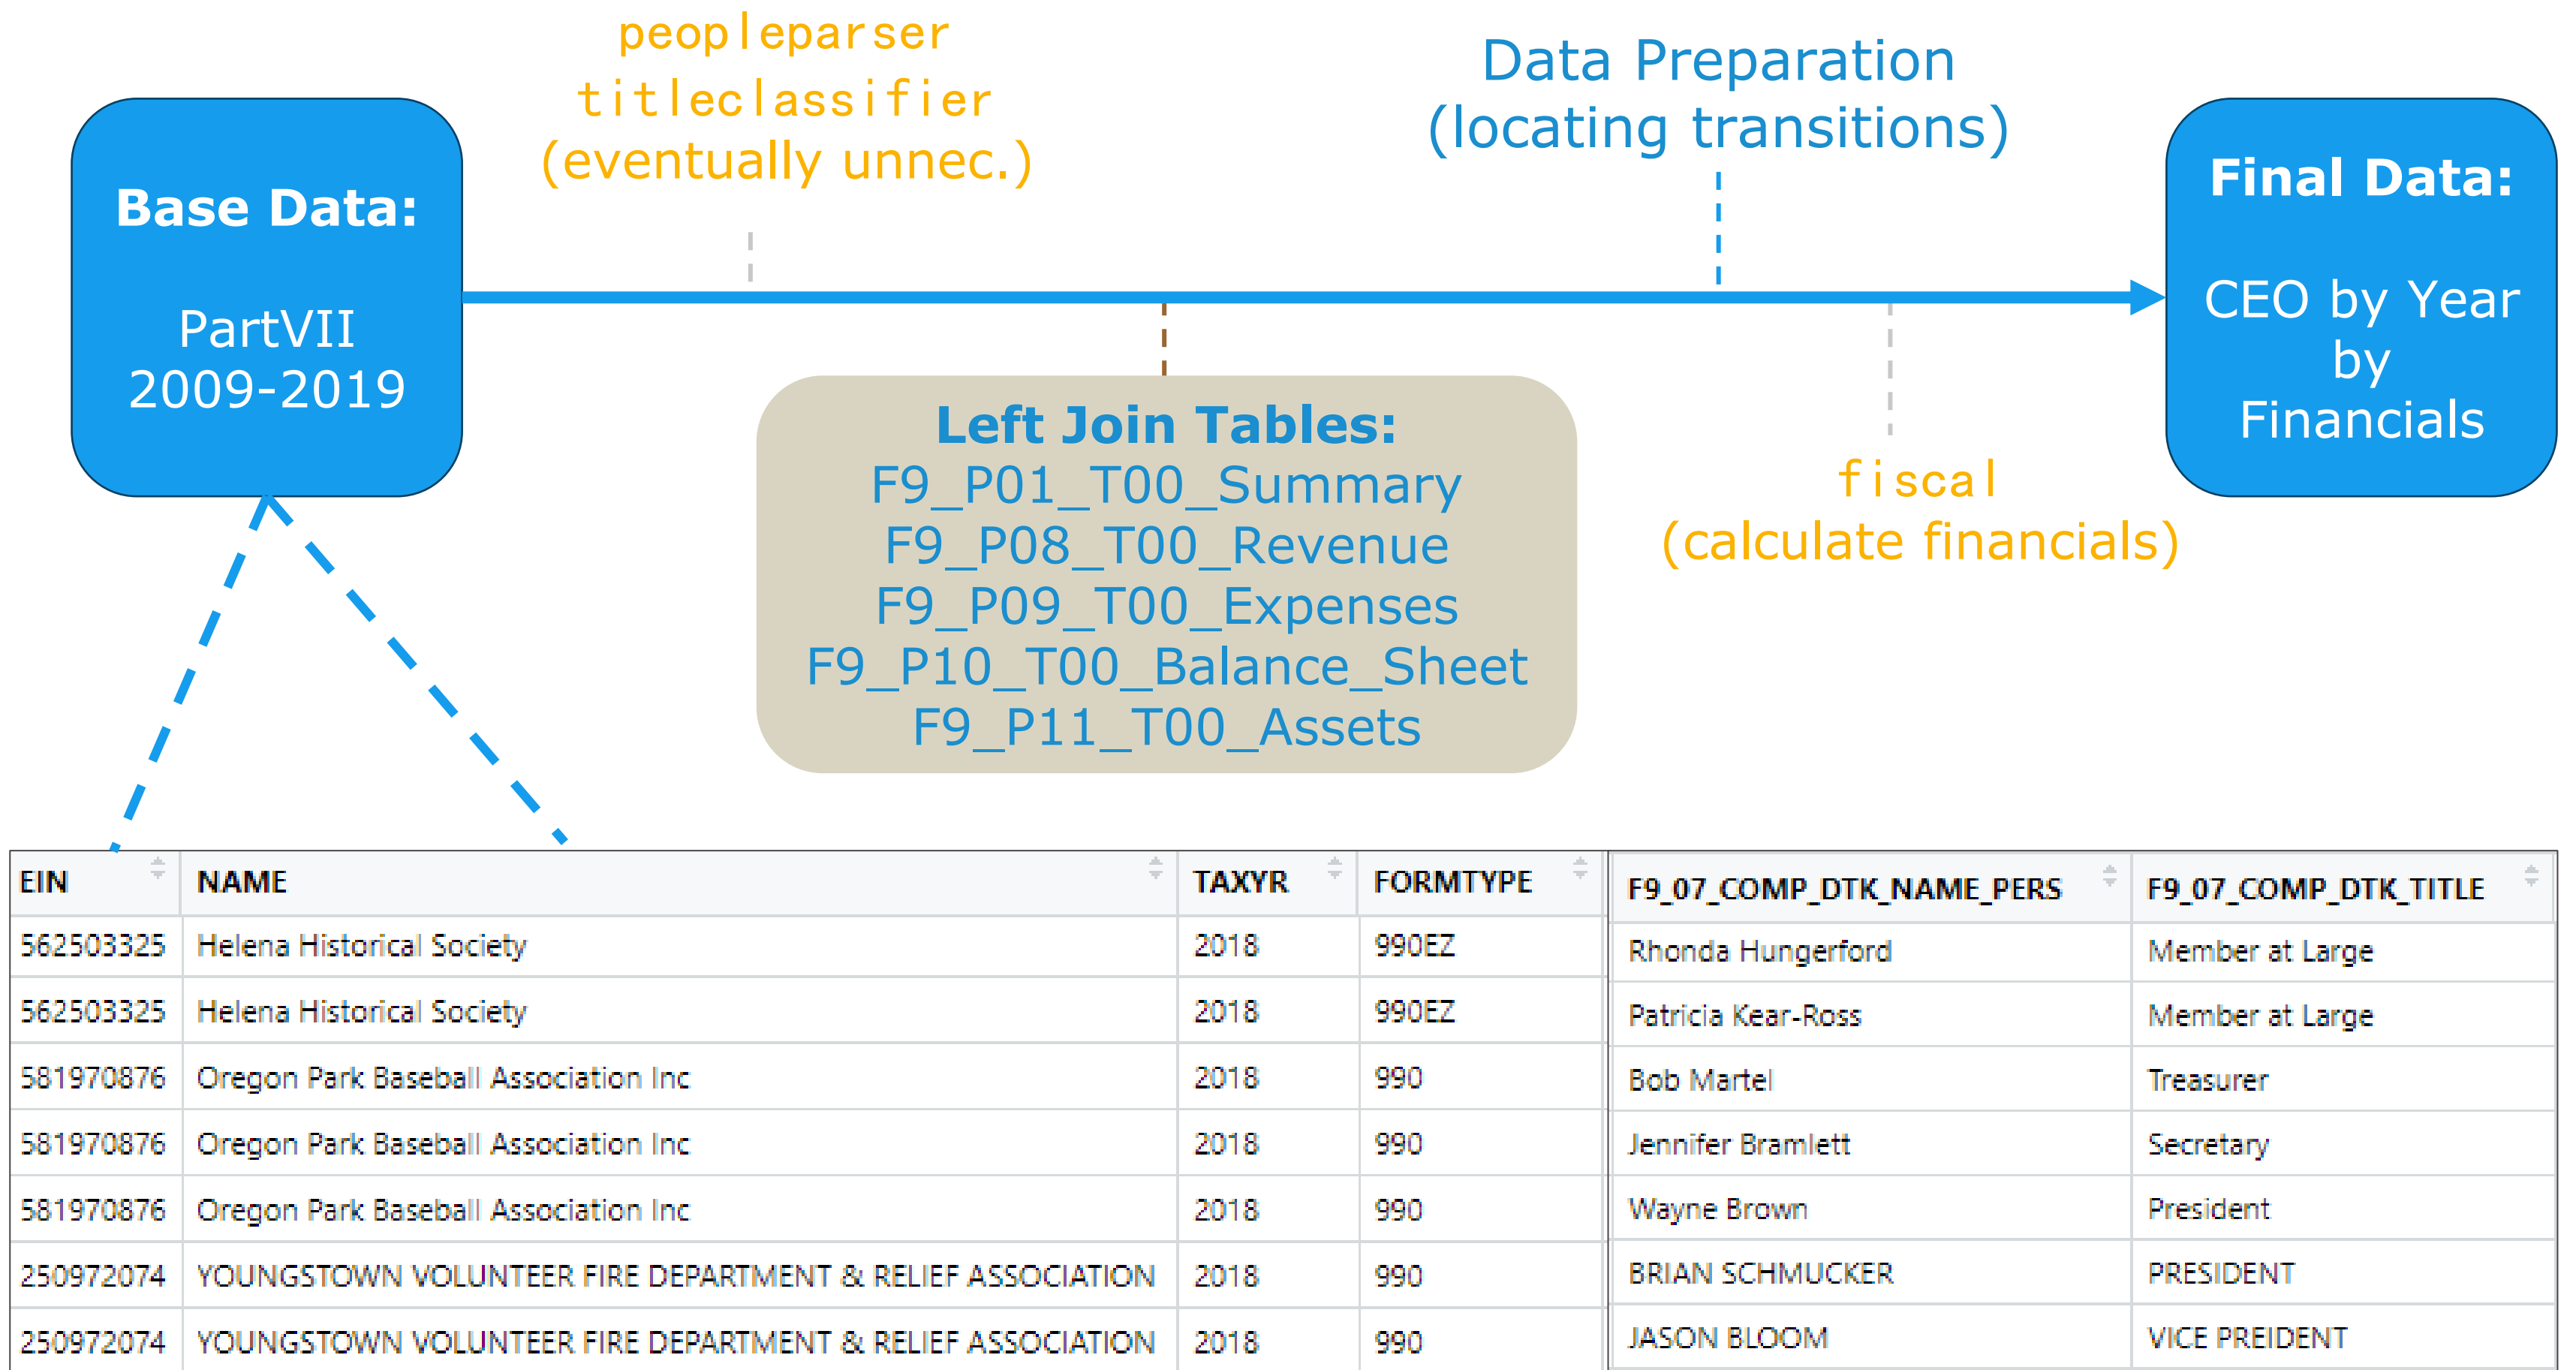 peopleparser
titleclassifier
(eventually unnec.)
Data Preparation
(locating transitions)
Base Data:
PartVII
2009-2019
Final Data:
CEO by Year
by
Financials
Left Join Tables:
F9_P01_T00_Summary
F9_P08_T00_Revenue
F9_P09_T00_Expenses
F9_P10_T00_Balance_Sheet
F9_P11_T00_Assets
fiscal
(calculate financials)
EIN NAME TAXYR FORMTYPE F9_07_COMP_DTK_NAME_PERS F9_07_COMP_DTK_TITLE
562503325 Helena Historical Society 2018 990EZ Rhonda Hungerford Member at Large
562503325 Helena Historical Society 2018 990EZ Patricia Kear-Ross Member at Large
581970876 Oregon Park Baseball Association Inc 2018 990 Bob Martel Treasurer
581970876 Oregon Park Baseball Association Inc 2018 990 Jennifer Bramlett Secretary
581970876 Oregon Park Baseball Association Inc 2018 990 Wayne Brown President
250972074 YOUNGSTOWN VOLUNTEER FIRE DEPARTMENT & RELIEF ASSOCIATION 2018 990 BRIAN SCHMUCKER PRESIDENT
250972074 YOUNGSTOWN VOLUNTEER FIRE DEPARTMENT & RELIEF ASSOCIATION 2018 990 JASON BLOOM VICE PREIDENT